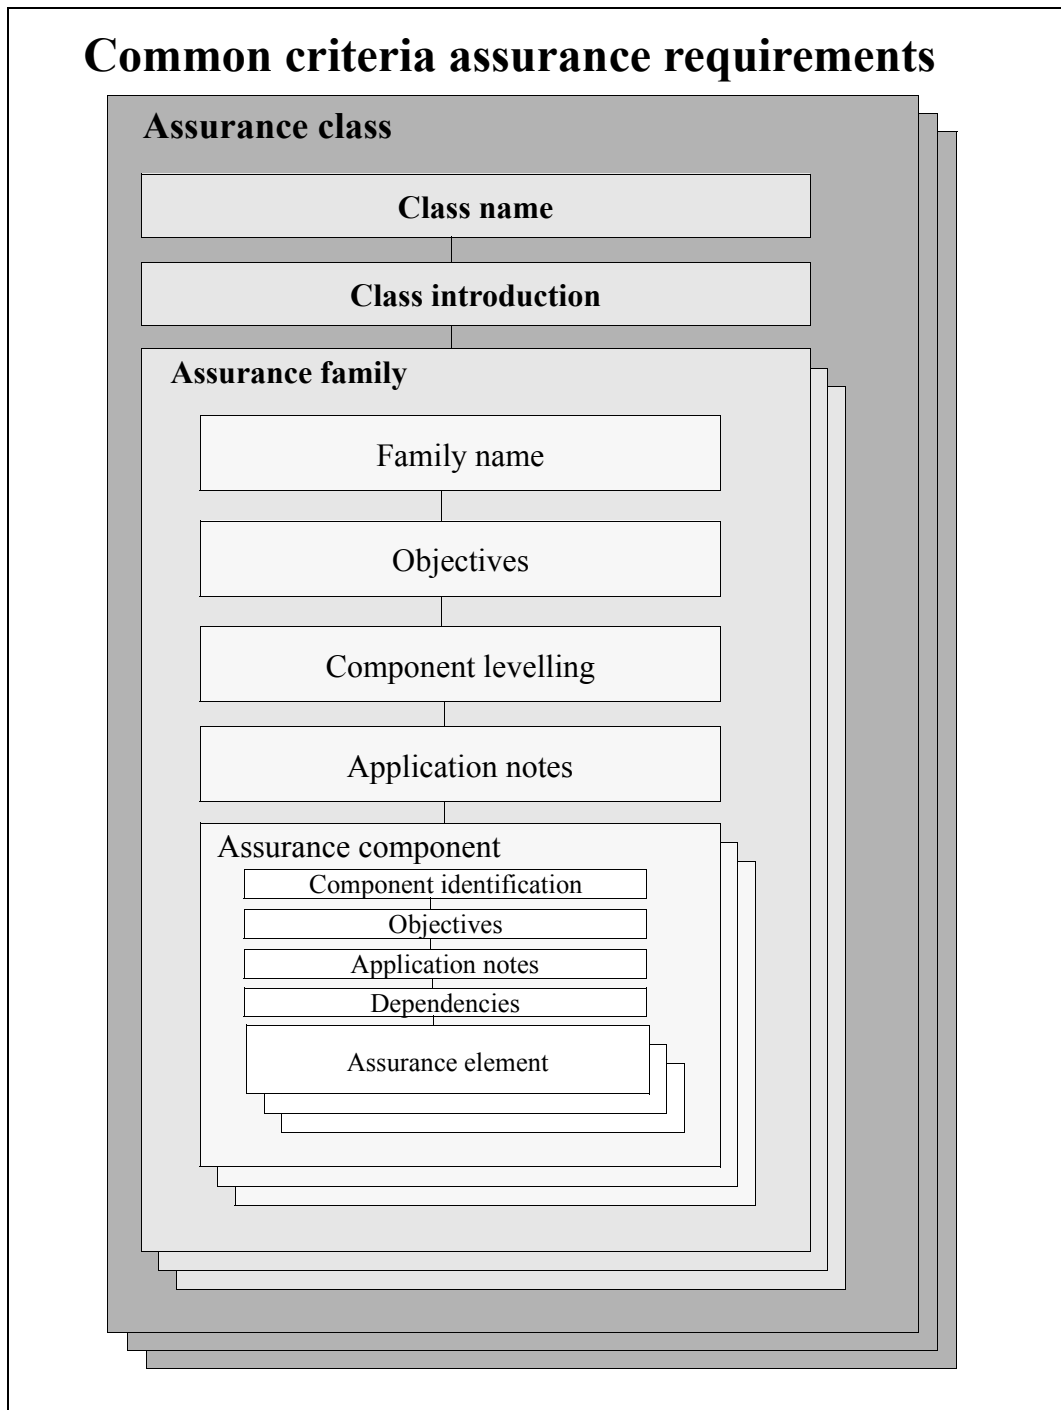 Common criteria assurance requirements
Assurance class
Class name
Class introduction
Assurance family
Family name
Objectives
Component levelling
Application notes
Assurance component
Component identification
Objectives
Application notes
Dependencies
Assurance element